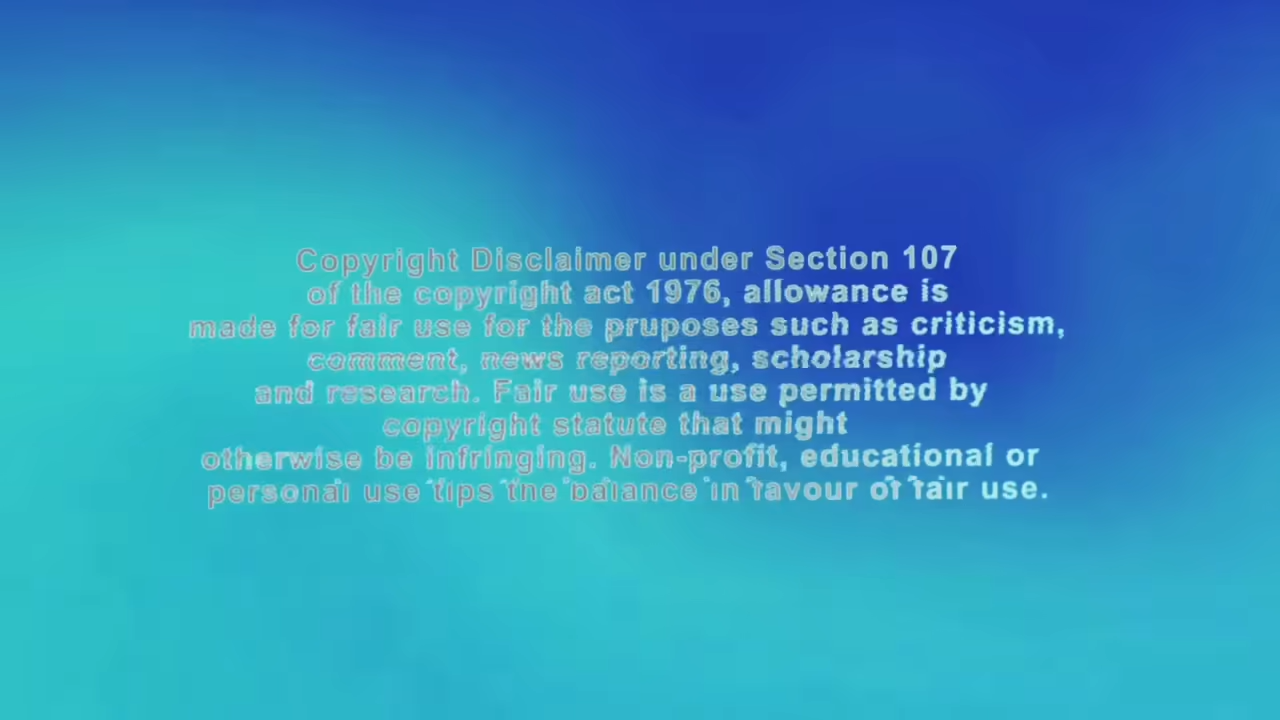 Copyright Disclaimer under Section 107
of the copyright act 1976, allowance is
made for fair use for the pruposes such as criticism,
comment, news reporting, scholarship
and research. Fair use is a use permitted by
copyright statute that might
otherwise be infringing. Non-profit, educational or
personal use tips the balance in favour of fair use.